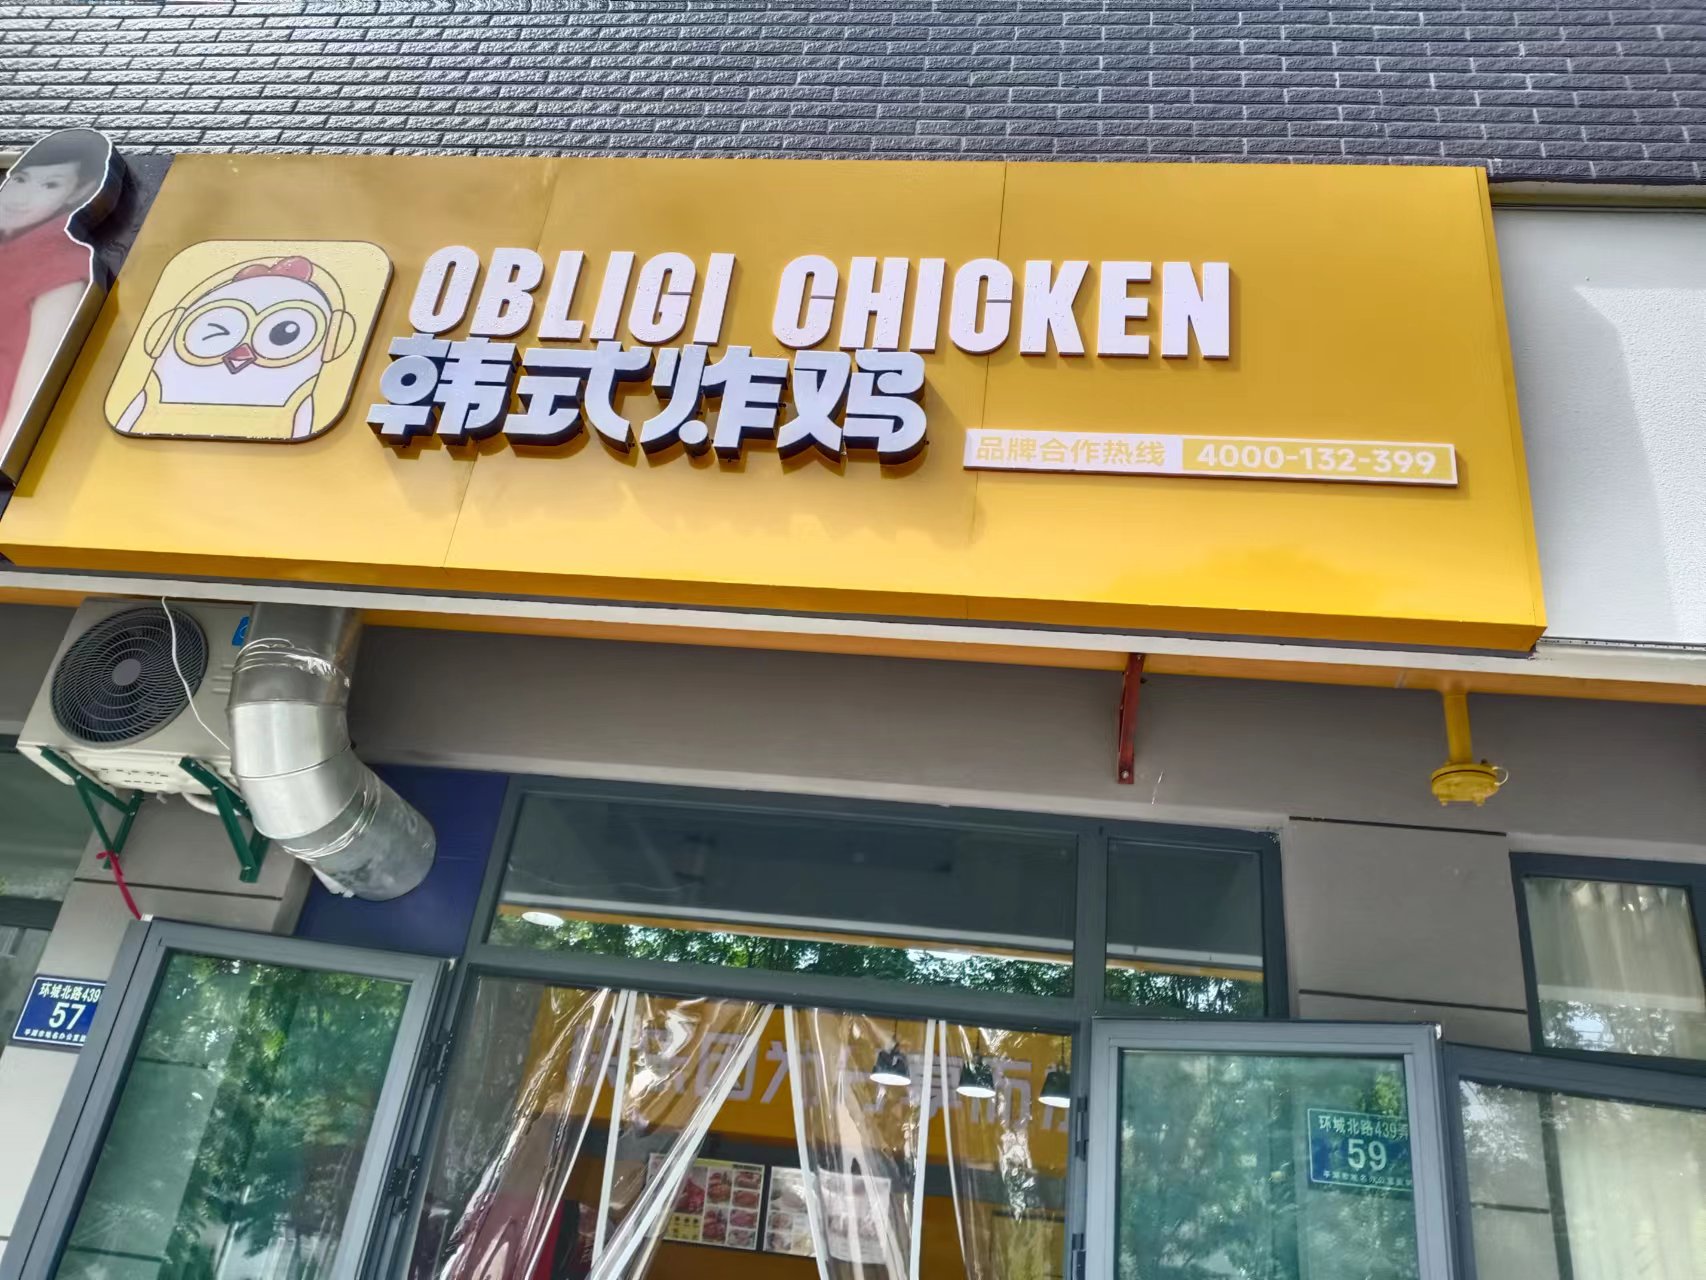 OBLIGI CHICKEN
韩式炸鸡
品牌合作热线 4000-132-399
环城北路439
57
环城北路439弄
59